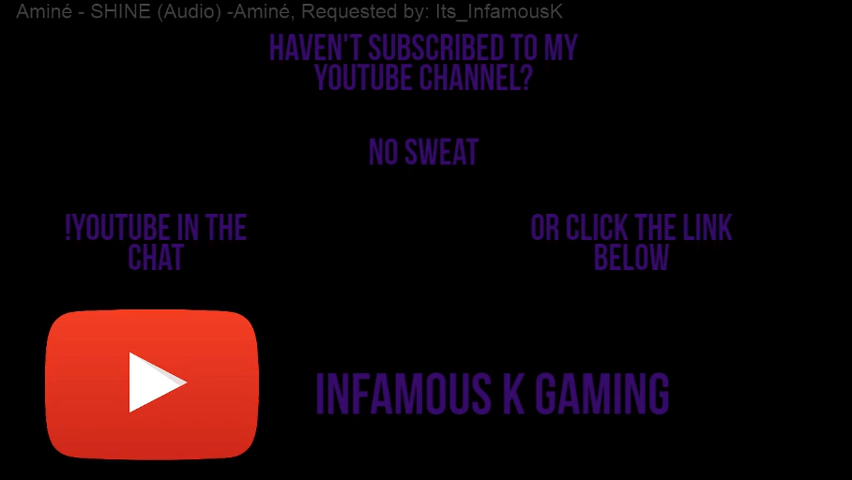 Aminé - SHINE (Audio) -Aminé, Requested by: Its_InfamousK
HAVEN'T SUBSCRIBED TO MY
YOUTUBE CHANNEL?
NO SWEAT
!YOUTUBE IN THE
CHAT
OR CLICK THE LINK
BELOW
INFAMOUS K GAMING